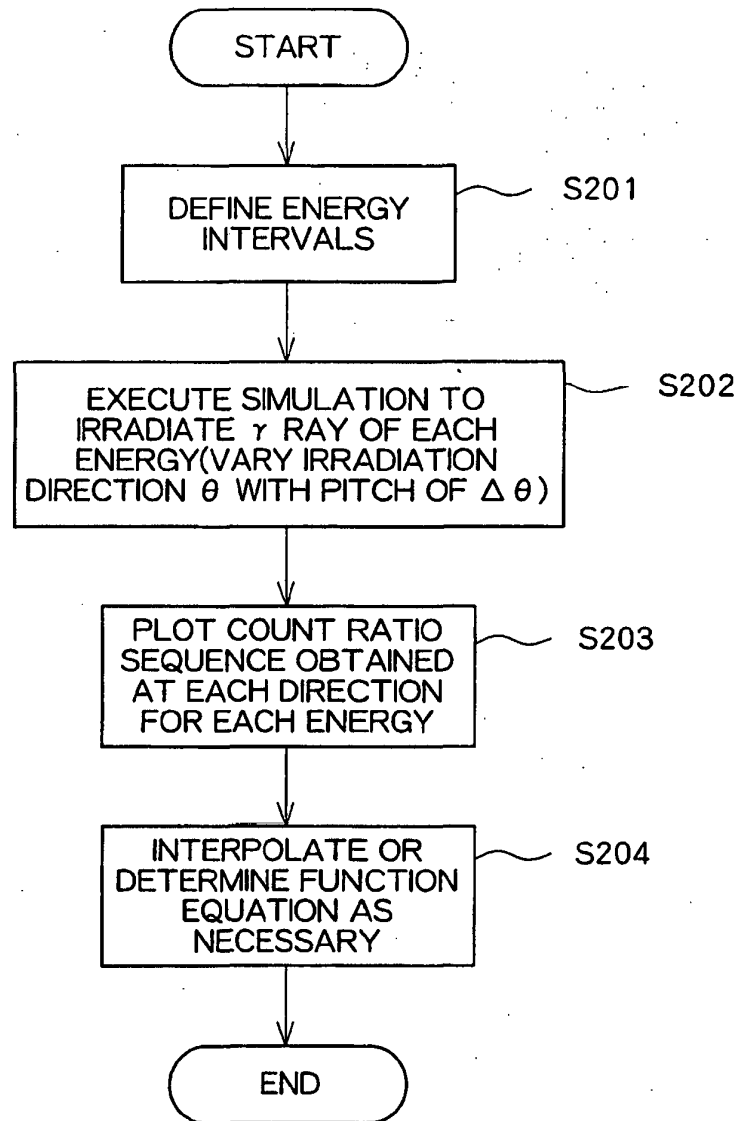 START
DEFINE ENERGY
INTERVALS
S201
EXECUTE SIMULATION TO
IRRADIATE γ RAY OF EACH
ENERGY(VARY IRRADIATION
DIRECTION θ WITH PITCH OF Δθ)
S202
PLOT COUNT RATIO
SEQUENCE OBTAINED
AT EACH DIRECTION
FOR EACH ENERGY
S203
INTERPOLATE OR
DETERMINE FUNCTION
EQUATION AS
NECESSARY
S204
END